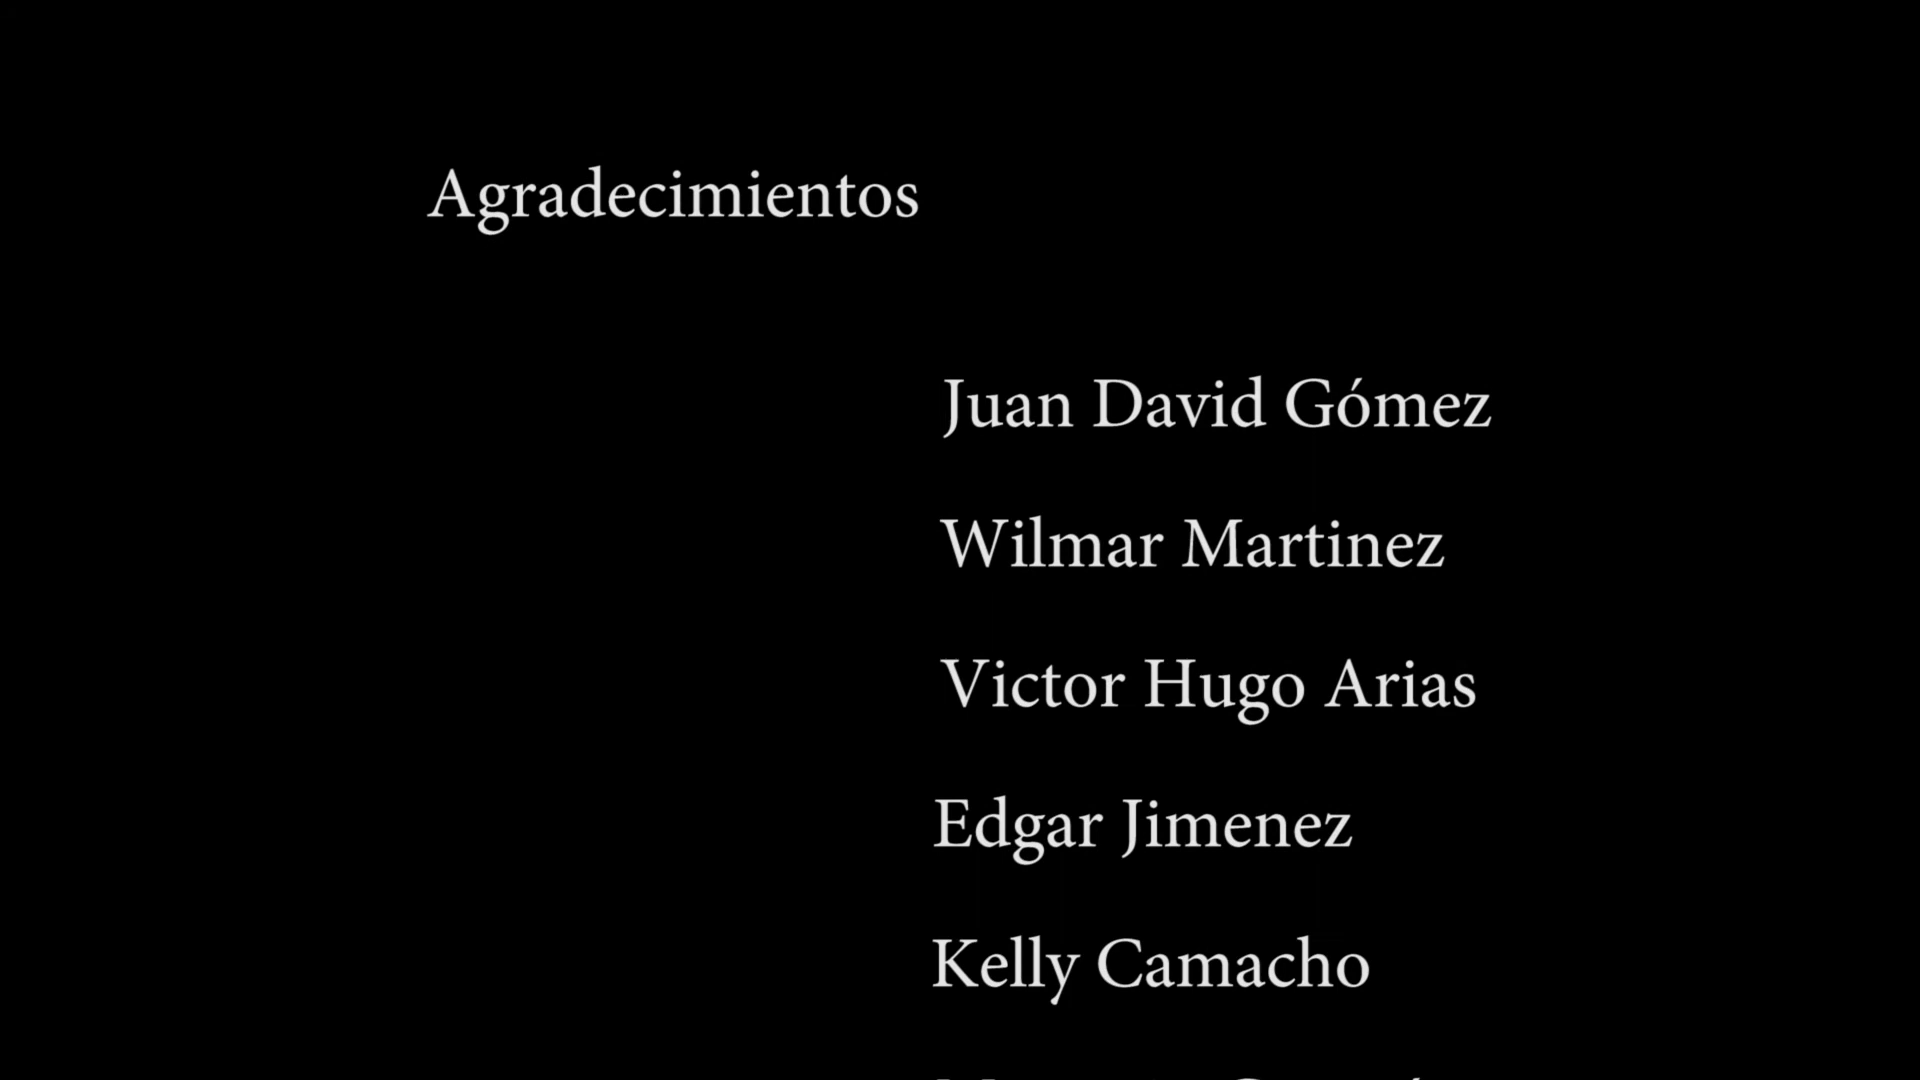 Agradecimientos
Juan David Gómez
Wilmar Martinez
Victor Hugo Arias
Edgar Jimenez
Kelly Camacho